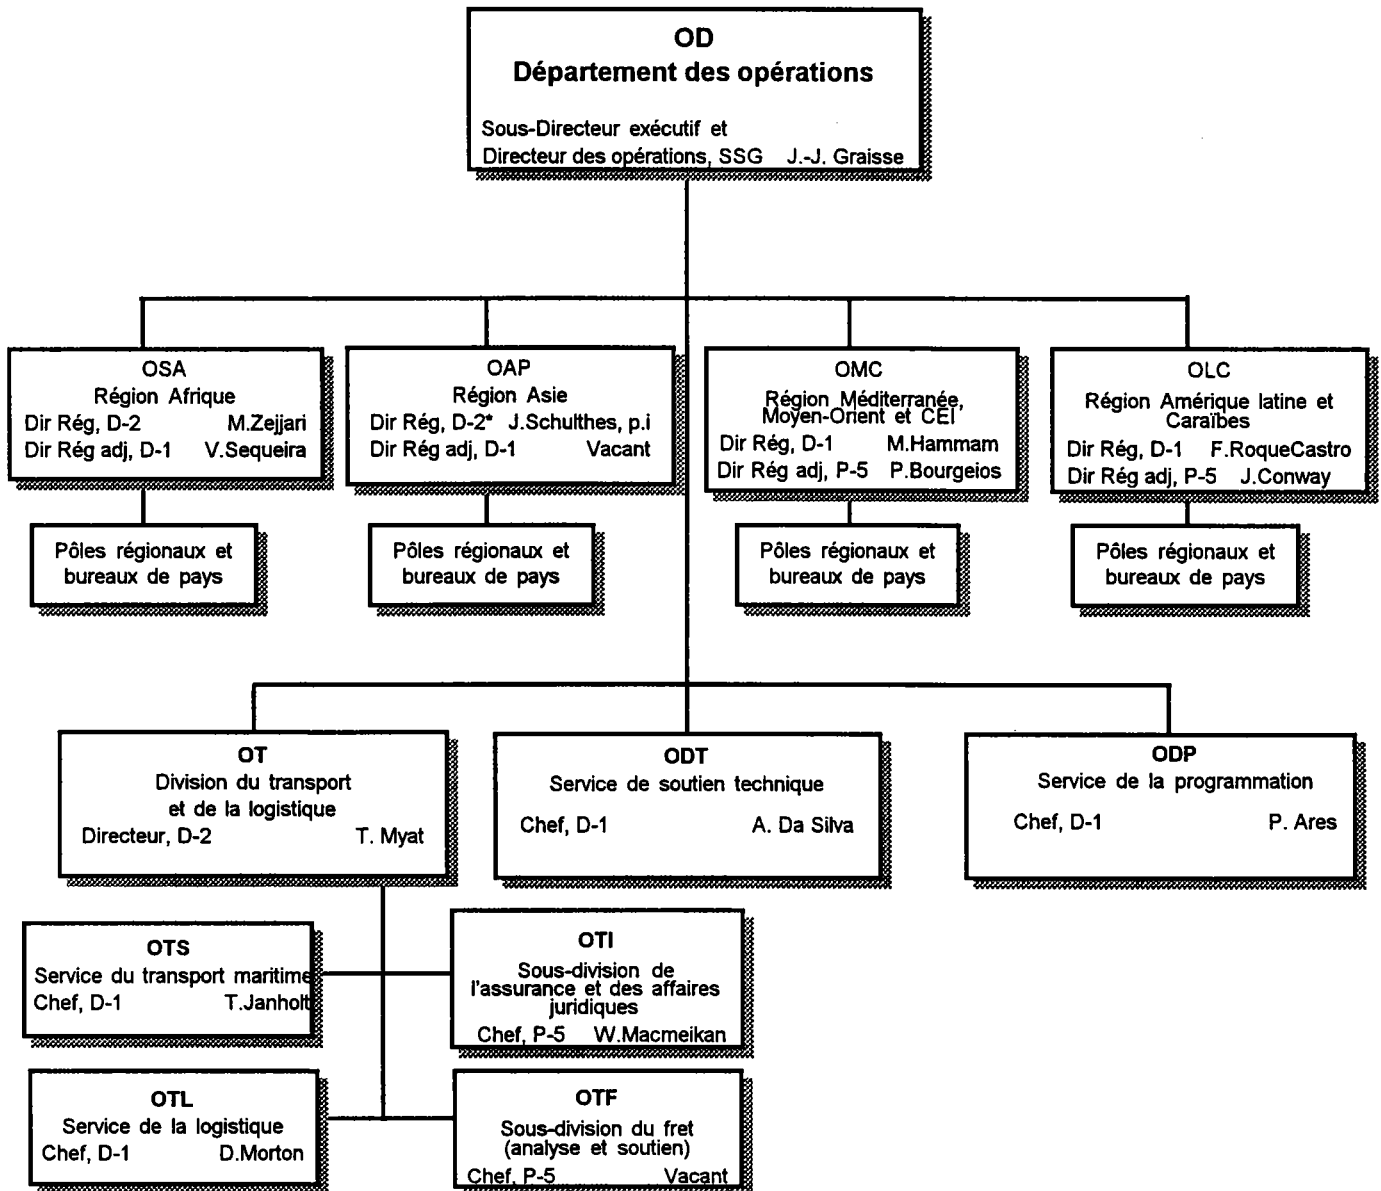 OD
Département des opérations
Sous-Directeur exécutif et
Directeur des opérations, SSG J.-J. Graisse
OSA
Région Afrique
Dir Rég, D-2 M.Zejjari
Dir Rég adj, D-1 V.Sequeira
OAP
Région Asie
Dir Rég, D-2* J.Schulthes, p.i
Dir Rég adj, D-1 Vacant
OMC
Région Méditerranée,
Moyen-Orient et CEI
Dir Rég, D-1 M.Hammam
Dir Rég adj, P-5 P.Bourgeios
OLC
Région Amérique latine et
Caraïbes
Dir Rég, D-1 F.RoqueCastro
Dir Rég adj, P-5 J.Conway
Pôles régionaux et
bureaux de pays
Pôles régionaux et
bureaux de pays
Pôles régionaux et
bureaux de pays
Pôles régionaux et
bureaux de pays
OT
Division du transport
et de la logistique
Directeur, D-2 T. Myat
ODT
Service de soutien technique
Chef, D-1 A. Da Silva
ODP
Service de la programmation
Chef, D-1 P. Ares
OTS
Service du transport maritime
Chef, D-1 T.Janholt
OTI
Sous-division de
l'assurance et des affaires
juridiques
Chef, P-5 W.Macmeikan
OTL
Service de la logistique
Chef, D-1 D.Morton
OTF
Sous-division du fret
(analyse et soutien)
Chef, P-5 Vacant